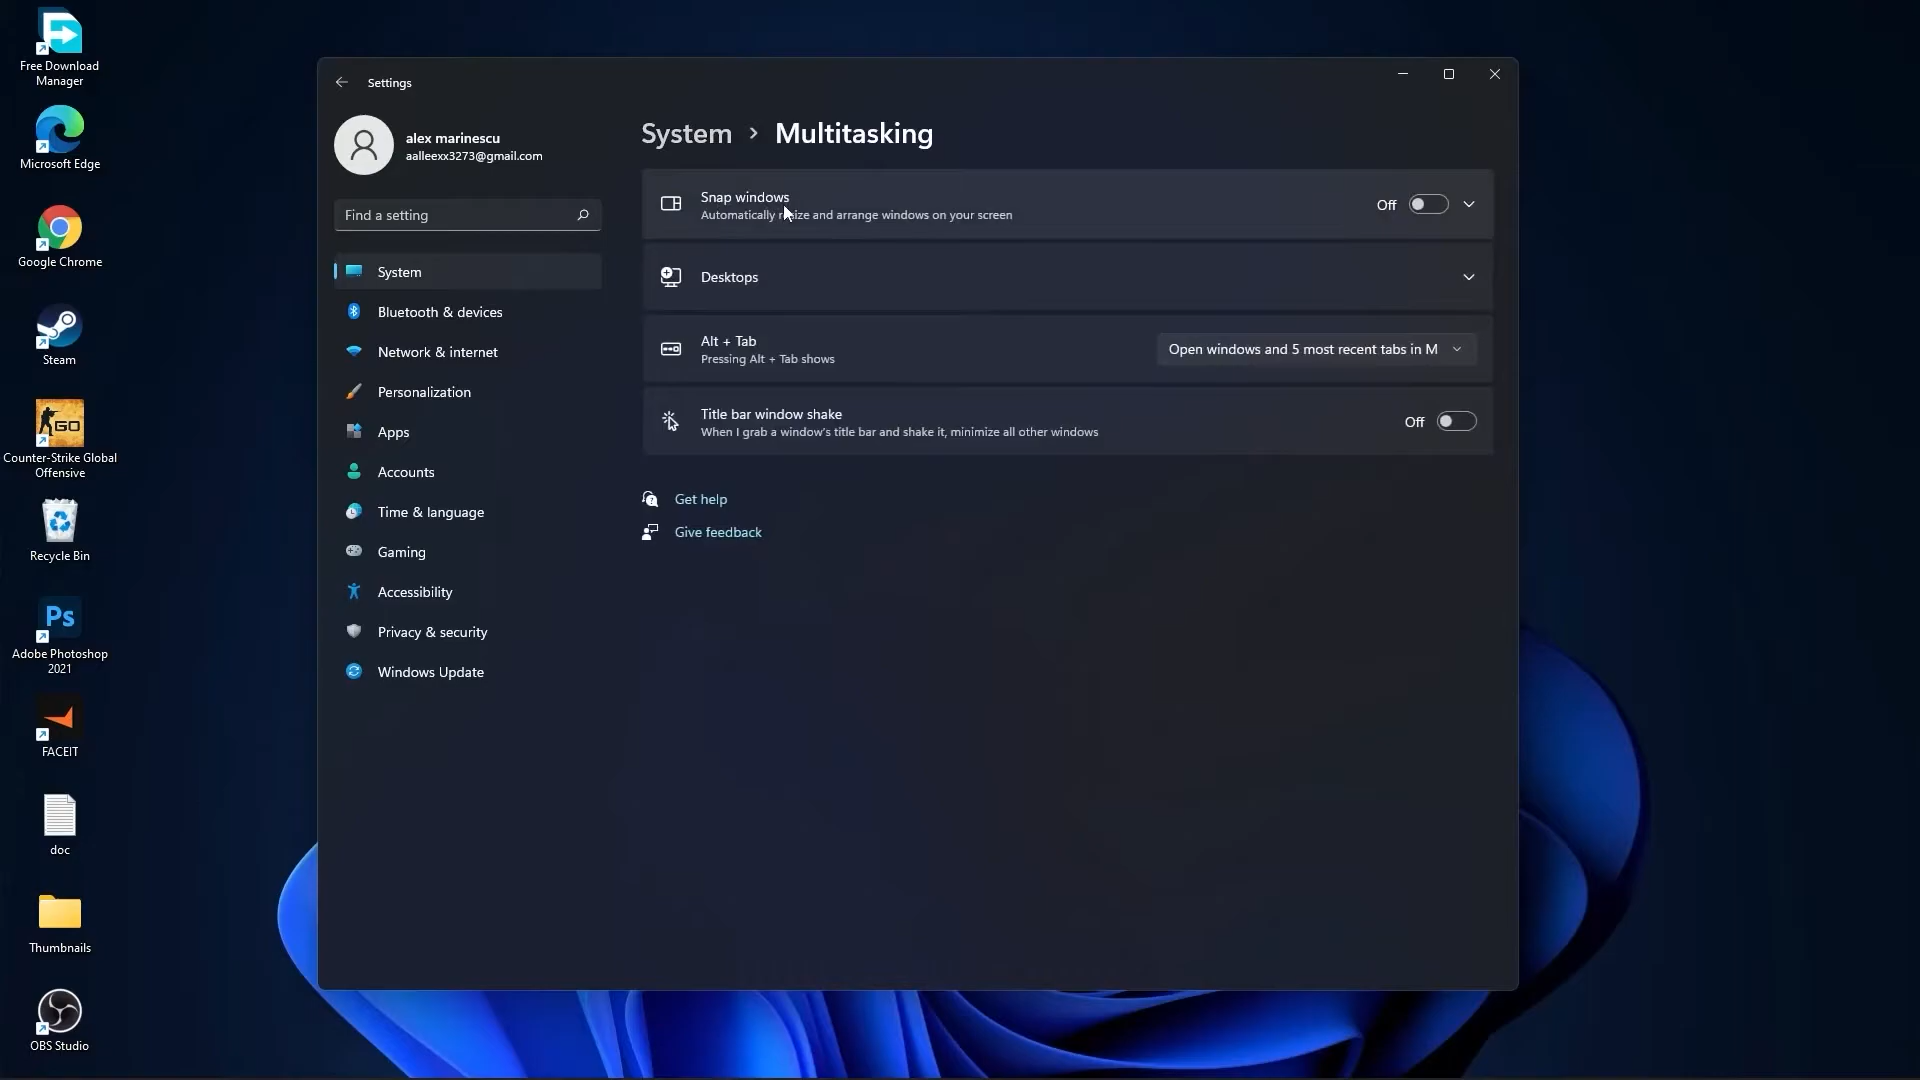 Free Download
Manager
Microsoft Edge
Google Chrome
Steam
GO
Counter-Strike Global
Offensive
Recycle Bin
Ps
Adobe Photoshop
2021
FACEIT
doc
Thumbnails
OBS Studio
Settings
alex marinescu
aalleexx3273@gmail.com
Find a setting
System
Bluetooth & devices
Network & internet
Personalization
Apps
Accounts
Time & language
Gaming
Accessibility
Privacy & security
Windows Update
System > Multitasking
Snap windows
Automatically resize and arrange windows on your screen
Off
Desktops
Alt + Tab
Pressing Alt + Tab shows
Open windows and 5 most recent tabs in M
Title bar window shake
When I grab a window's title bar and shake it, minimize all other windows
Off
Get help
Give feedback